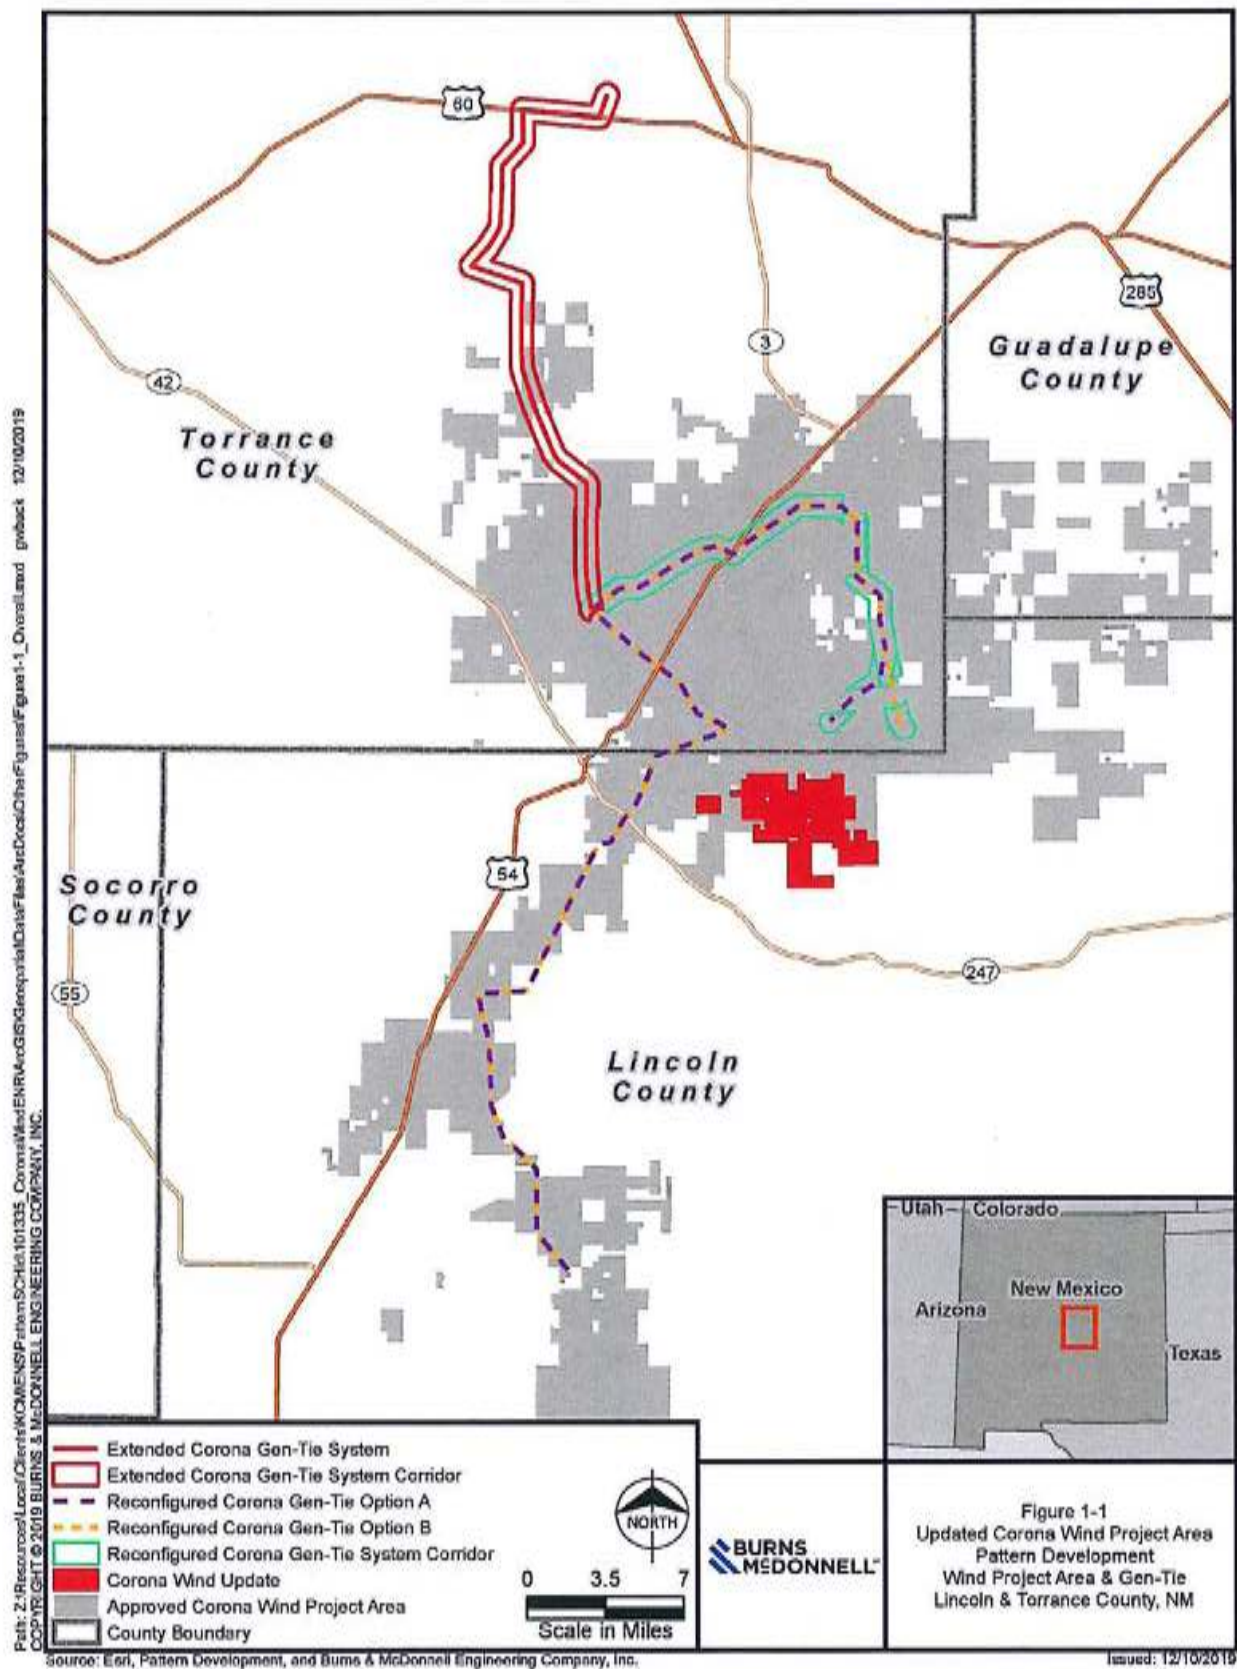 60
285
3
Guadalupe
County
42
Torrance
County
54
Socorro
County
247
55
Lincoln
County
Utah
Colorado
New Mexico
Arizona
Texas
Extended Corona Gen-Tie System
Extended Corona Gen-Tie System Corridor
Reconfigured Corona Gen-Tie Option A
Reconfigured Corona Gen-Tie Option B
Reconfigured Corona Gen-Tie System Corridor
Corona Wind Update
Approved Corona Wind Project Area
County Boundary
NORTH
0 3.5 7
Scale in Miles
BURNS
McDONNELL
Figure 1-1
Updated Corona Wind Project Area
Pattern Development
Wind Project Area & Gen-Tie
Lincoln & Torrance County, NM
Source: Esri, Pattern Development, and Burns & McDonnell Engineering Company, Inc.
Issued: 12/10/2019
COPYRIGHT © 2019 BURNS & McDONNELL ENGINEERING COMPANY, INC.